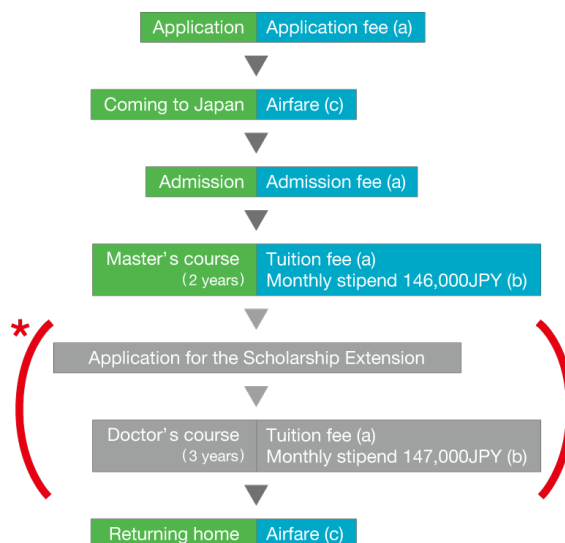 Application Application fee (a)
Coming to Japan Airfare (c)
Admission Admission fee (a)
Master's course Tuition fee (a)
(2 years) Monthly stipend 146,000JPY (b)
*
Application for the Scholarship Extension
Doctor's course Tuition fee (a)
(3 years) Monthly stipend 147,000JPY (b)
Returning home Airfare (c)